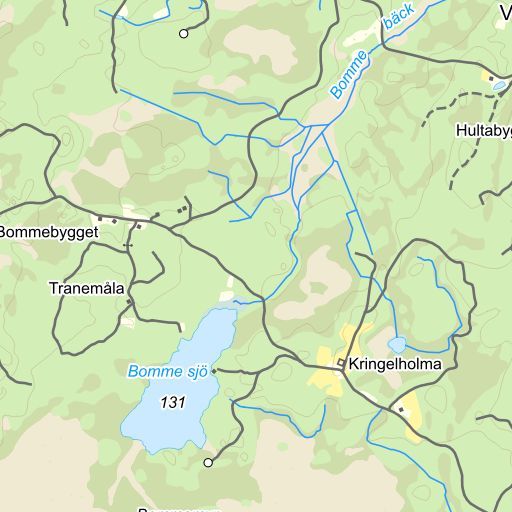 V
Bomme bäck
Hultabyg
Bommebygget
Tranemåla
Bomme sjö
Kringelholma
131